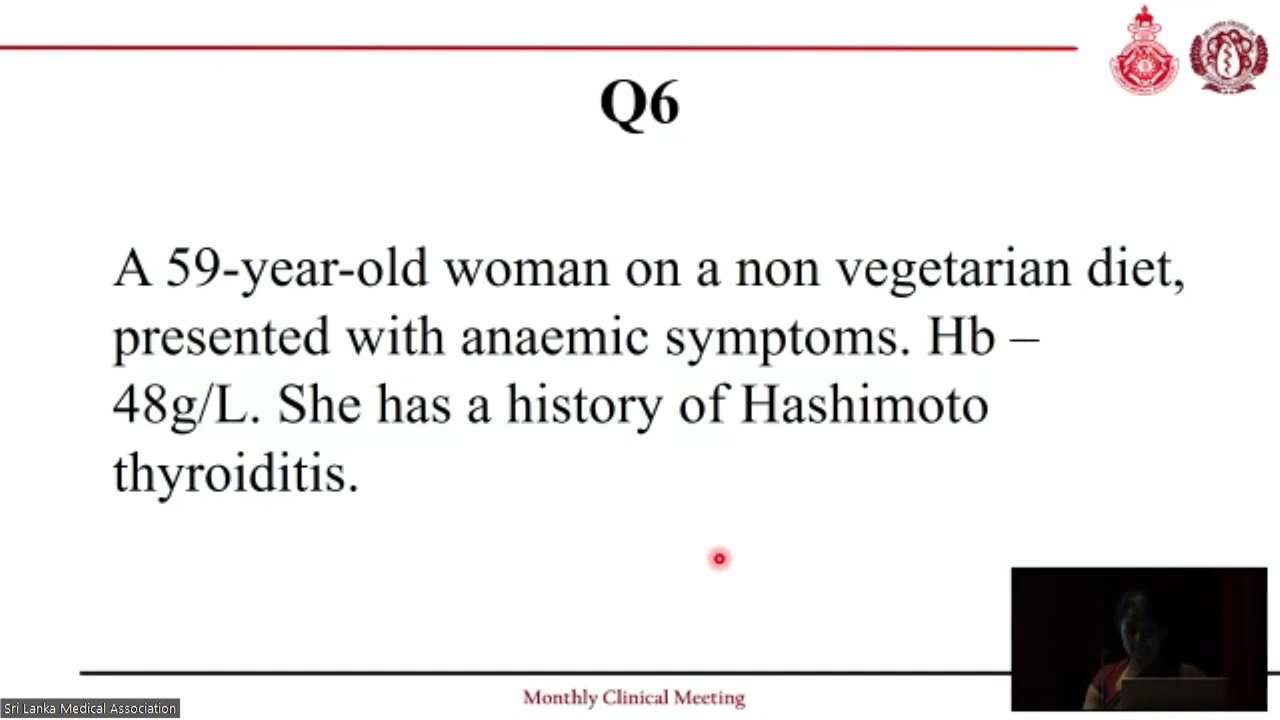 Q6
A 59-year-old woman on a non vegetarian diet,
presented with anaemic symptoms. Hb –
48g/L. She has a history of Hashimoto
thyroiditis.
Monthly Clinical Meeting
Sri Lanka Medical Association